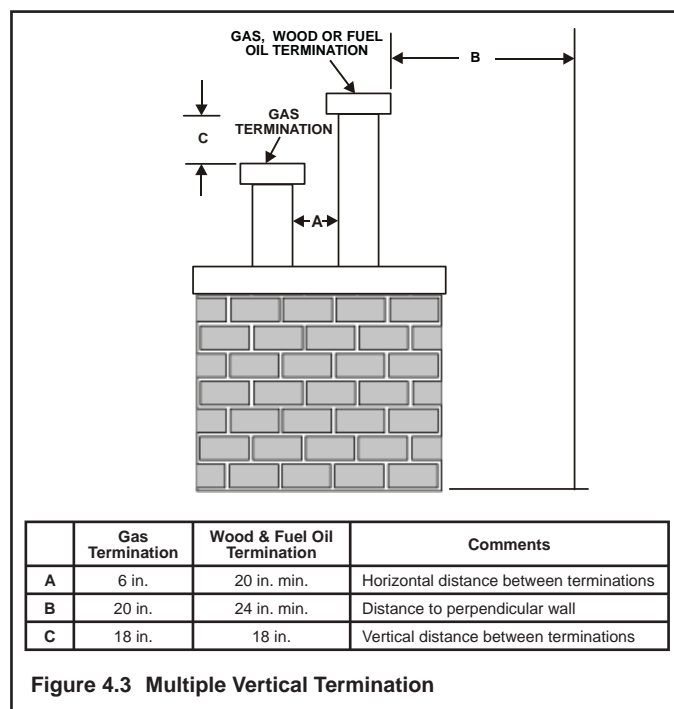 GAS, WOOD OR FUEL
OIL TERMINATION
B
GAS
TERMINATION
C
A
Gas
Termination
Wood & Fuel Oil
Termination
Comments
A 6 in. 20 in. min. Horizontal distance between terminations
B 20 in. 24 in. min. Distance to perpendicular wall
C 18 in. 18 in. Vertical distance between terminations
Figure 4.3 Multiple Vertical Termination